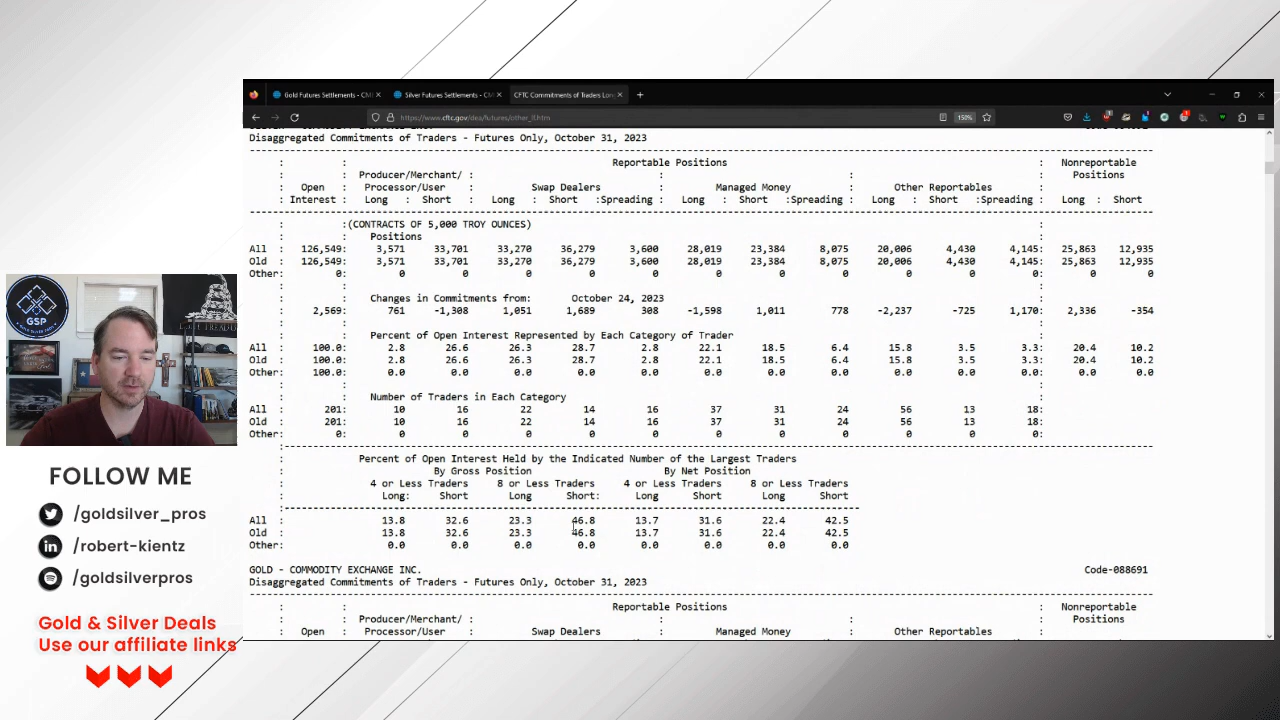 Gold Futures Settlements - CM
Silver Futures Settlements - CM
CFTC Commitments of Traders Lon
https://www.cftc.gov/dea/futures/other_lf.htm
150%
Disaggregated Commitments of Traders - Futures Only, October 31, 2023
: : Reportable Positions : Nonreportable
: : Producer/Merchant/ : : : : Positions
: Open : Processor/User : Swap Dealers : Managed Money : Other Reportables :
: Interest : Long : Short : Long : Short :Spreading : Long : Short :Spreading : Long : Short :Spreading : Long : Short
: :(CONTRACTS OF 5,000 TROY OUNCES) :
: : Positions :
All : 126,549: 3,571 33,701 33,270 36,279 3,600 28,019 23,384 8,075 20,006 4,430 4,145: 25,863 12,935
Old : 126,549: 3,571 33,701 33,270 36,279 3,600 28,019 23,384 8,075 20,006 4,430 4,145: 25,863 12,935
Other: 0: 0 0 0 0 0 0 0 0 0 0 0: 0 0
: : Changes in Commitments from: October 24, 2023 :
: 2,569: 761 -1,308 1,051 1,689 308 -1,598 1,011 778 -2,237 -725 1,170: 2,336 -354
: : Percent of Open Interest Represented by Each Category of Trader :
All : 100.0: 2.8 26.6 26.3 28.7 2.8 22.1 18.5 6.4 15.8 3.5 3.3: 20.4 10.2
Old : 100.0: 2.8 26.6 26.3 28.7 2.8 22.1 18.5 6.4 15.8 3.5 3.3: 20.4 10.2
Other: 100.0: 0.0 0.0 0.0 0.0 0.0 0.0 0.0 0.0 0.0 0.0 0.0: 0.0 0.0
: : Number of Traders in Each Category :
All : 201: 10 16 22 14 16 37 31 24 56 13 18:
Old : 201: 10 16 22 14 16 37 31 24 56 13 18:
Other: 0: 0 0 0 0 0 0 0 0 0 0 0:
: Percent of Open Interest Held by the Indicated Number of the Largest Traders
: By Gross Position By Net Position
: 4 or Less Traders 8 or Less Traders 4 or Less Traders 8 or Less Traders
: Long: Short Long Short: Long Short Long Short
All : 13.8 32.6 23.3 46.8 13.7 31.6 22.4 42.5
Old : 13.8 32.6 23.3 46.8 13.7 31.6 22.4 42.5
Other: 0.0 0.0 0.0 0.0 0.0 0.0 0.0 0.0
GOLD - COMMODITY EXCHANGE INC. Code-088691
Disaggregated Commitments of Traders - Futures Only, October 31, 2023
: : Reportable Positions : Nonreportable
: : Producer/Merchant/ : : : : Positions
: Open : Processor/User : Swap Dealers : Managed Money : Other Reportables :
GSP
FOLLOW ME
/goldsilver_pros
/robert-kientz
/goldsilverpros
Gold & Silver Deals
Use our affiliate links